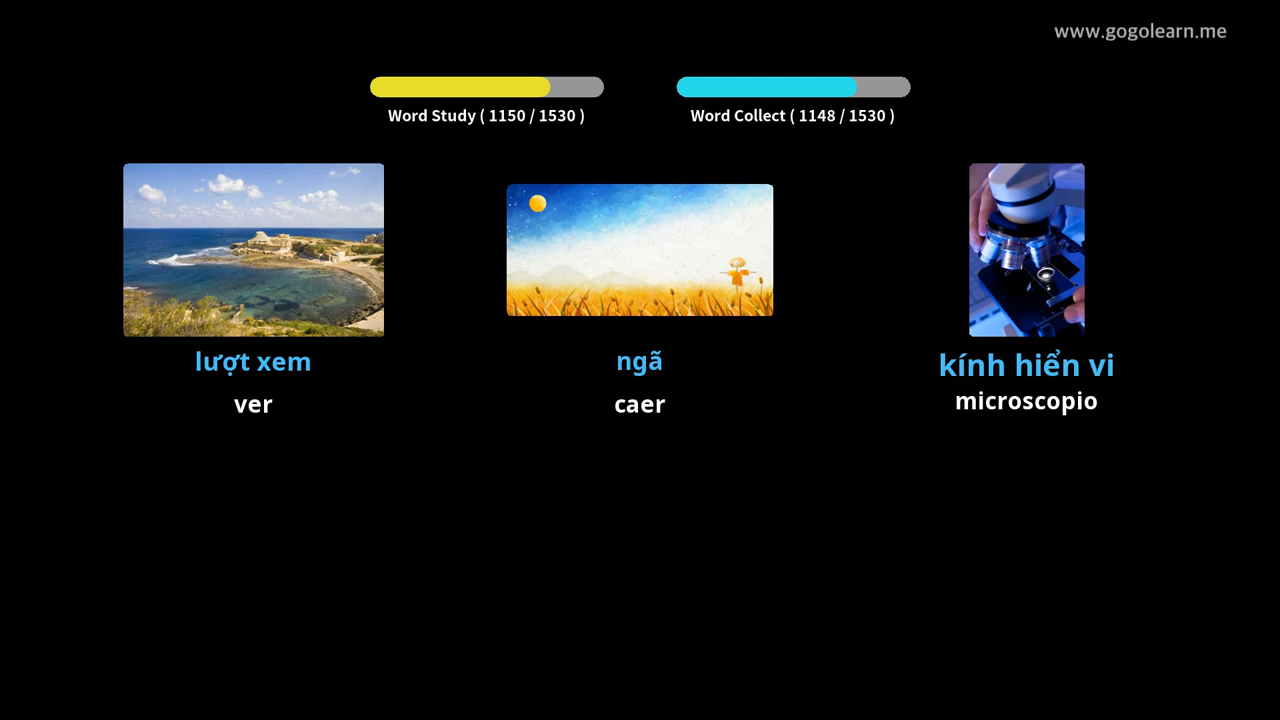 www.gogolearn.me
Word Study ( 1150 / 1530 )
Word Collect ( 1148 / 1530 )
lượt xem
ver
ngã
caer
kính hiển vi
microscopio